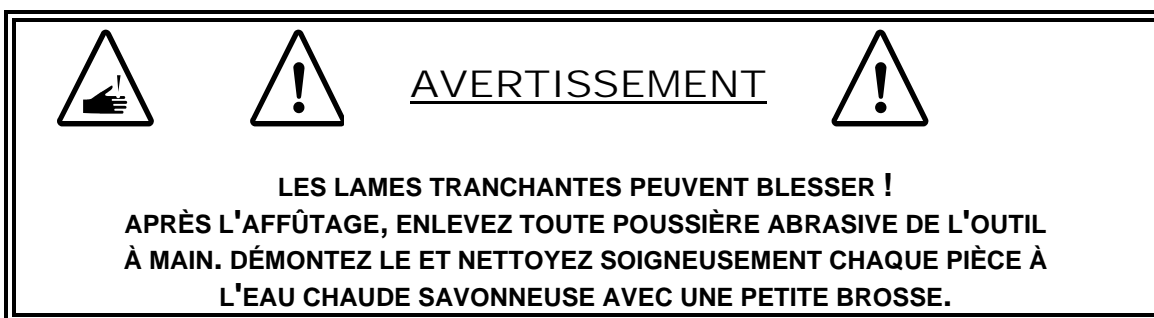 AVERTISSEMENT
LES LAMES TRANCHANTES PEUVENT BLESSER !
APRÈS L'AFFÛTAGE, ENLEVEZ TOUTE POUSSIÈRE ABRASIVE DE L'OUTIL
À MAIN. DÉMONTEZ LE ET NETTOYEZ SOIGNEUSEMENT CHAQUE PIÈCE À
L'EAU CHAUDE SAVONNEUSE AVEC UNE PETITE BROSSE.